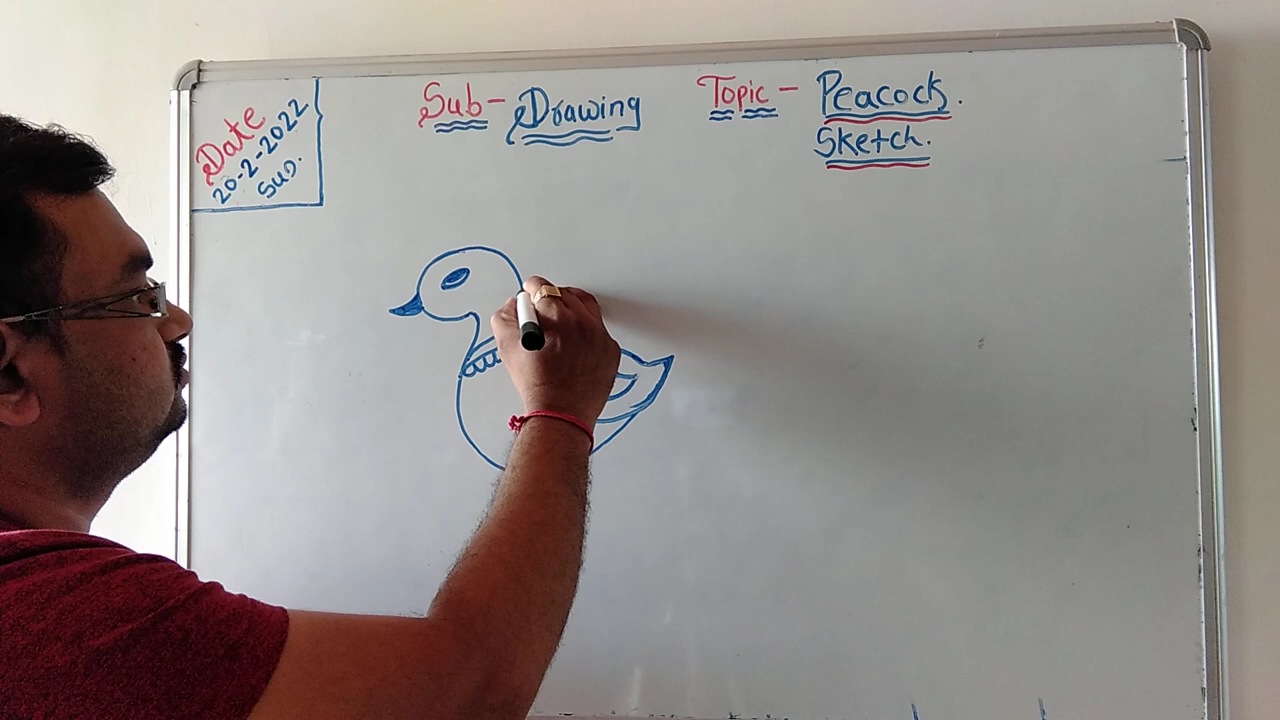 Date
20-2-2022
Sun.
Sub- Drawing
Topic- Peacock.
Sketch.